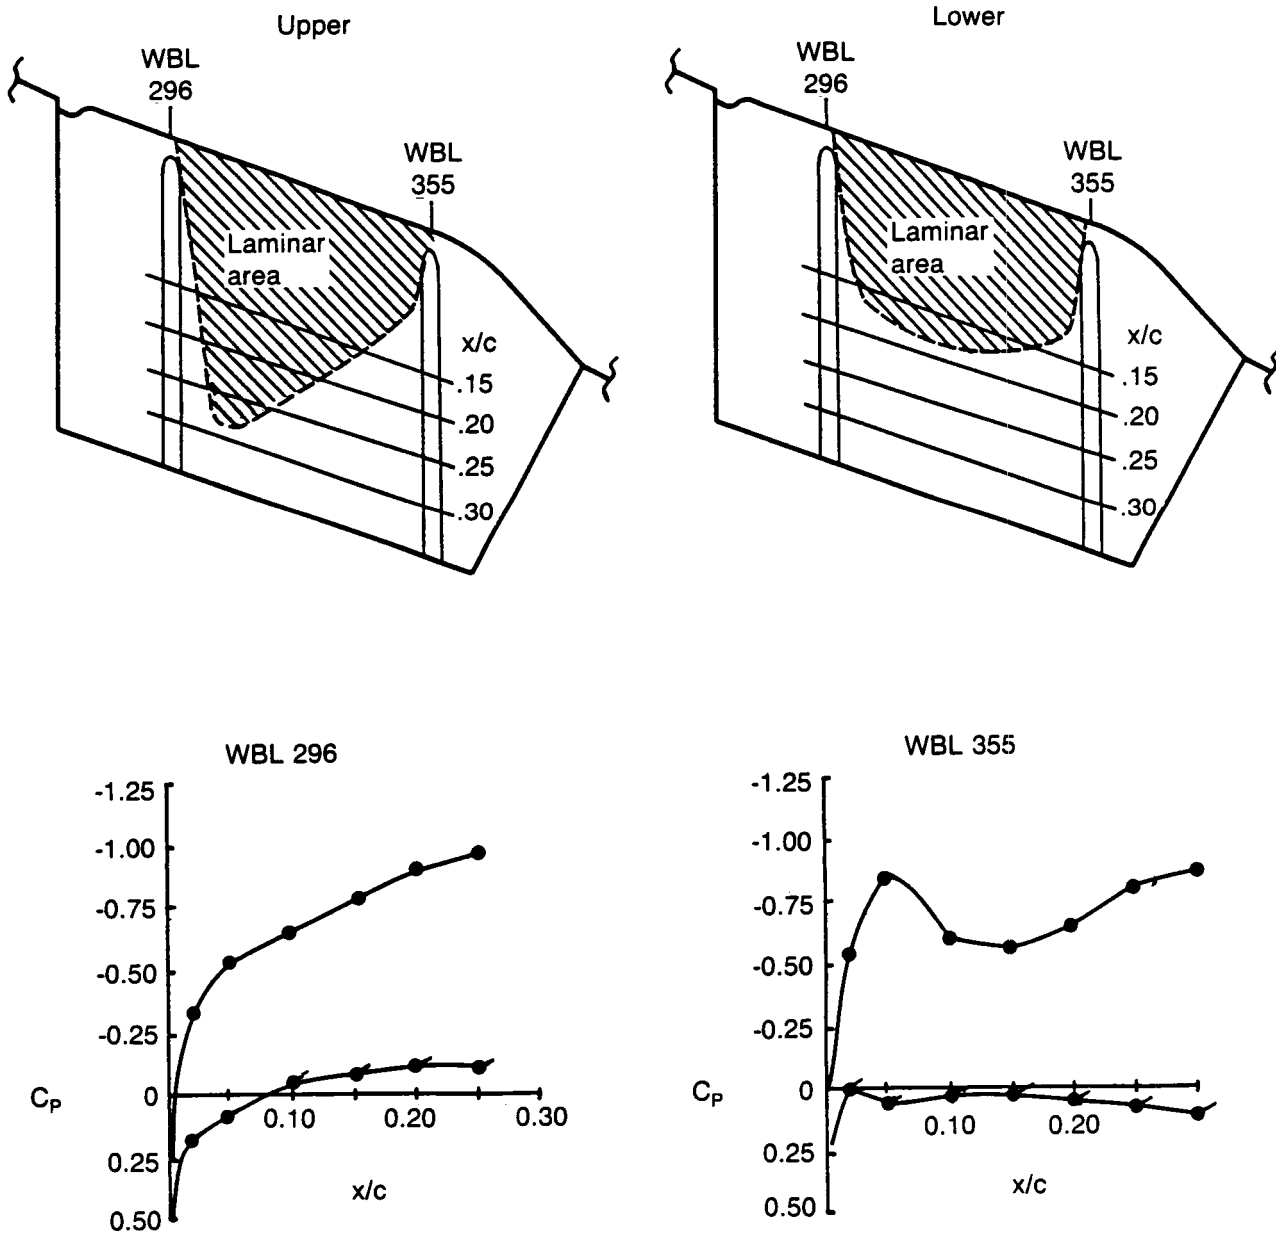 Upper
WBL
296
WBL
355
Laminar
area
x/c
.15
.20
.25
.30
Lower
WBL
296
WBL
355
Laminar
area
x/c
.15
.20
.25
.30
WBL 296
-1.25
-1.00
-0.75
-0.50
-0.25
0
0.25
0.50
CP
0.10
0.20
0.30
x/c
WBL 355
-1.25
-1.00
-0.75
-0.50
-0.25
0
0.25
0.50
CP
0.10
0.20
x/c